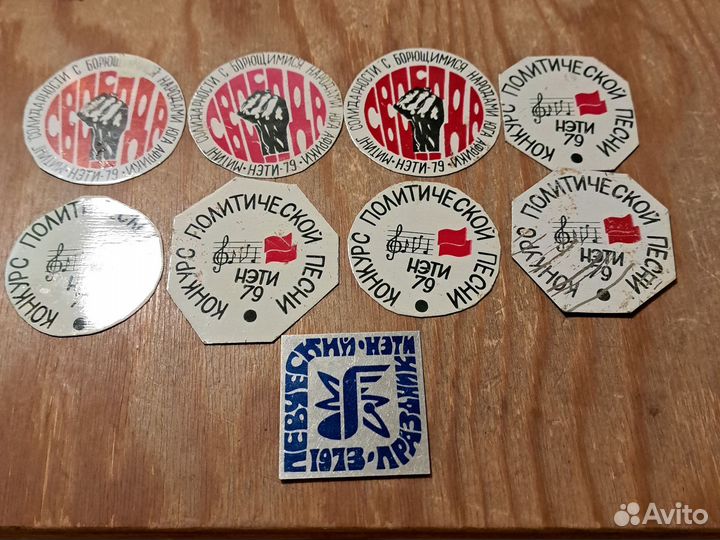 МИТИНГ СОЛИДАРНОСТИ С БОРЮЩИМИСЯ НАРОДАМИ ЮГА АФРИКИ · НЭТИ-79 ·
СВОБОДА
МИТИНГ СОЛИДАРНОСТИ С БОРЮЩИМИСЯ НАРОДАМИ ЮГА АФРИКИ · НЭТИ-79 ·
СВОБОДА
МИТИНГ СОЛИДАРНОСТИ С БОРЮЩИМИСЯ НАРОДАМИ ЮГА АФРИКИ · НЭТИ-79 ·
СВОБОДА
КОНКУРС ПОЛИТИЧЕСКОЙ ПЕСНИ
НЭТИ
79
КОНКУРС ПОЛИТИЧЕСКОЙ ПЕСНИ
КОНКУРС ПОЛИТИЧЕСКОЙ ПЕСНИ
НЭТИ
79
КОНКУРС ПОЛИТИЧЕСКОЙ ПЕСНИ
НЭТИ
79
КОНКУРС ПОЛИТИЧЕСКОЙ ПЕСНИ
НЭТИ
79
ПЕВЧЕСКИЙ · НЭТИ
1973 · ПРАЗДНИК
Avito